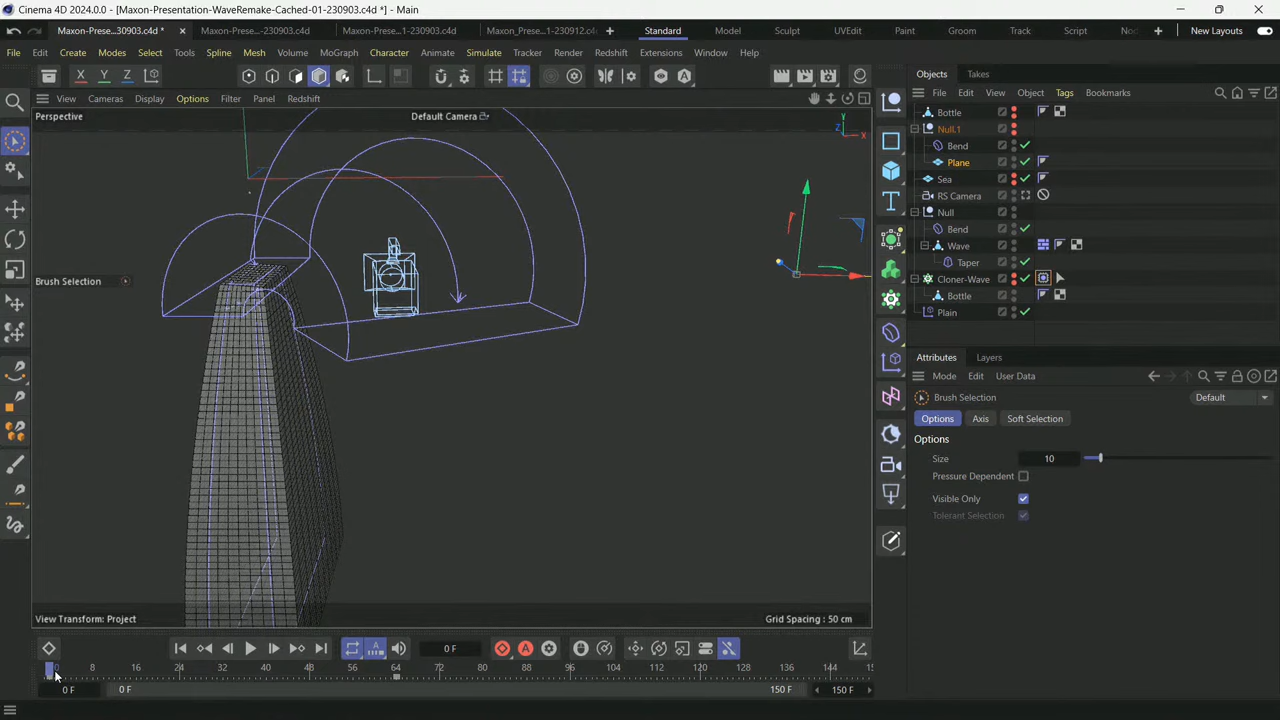 Cinema 4D 2024.0.0 - [Maxon-Presentation-WaveRemake-Cached-01-230903.c4d *] - Main
Maxon-Prese...30903.c4d *
Maxon-Prese...-230903.c4d
Maxon-Prese...1-230903.c4d
Maxon-Prese...1_230912.c4d
Standard
Model
Sculpt
UVEdit
Paint
Groom
Track
Script
New Layouts
File Edit Create Modes Select Tools Spline Mesh Volume MoGraph Character Animate Simulate Tracker Render Redshift Extensions Window Help
Objects Takes
View Cameras Display Options Filter Panel Redshift
File Edit View Object Tags Bookmarks
Perspective
Default Camera
Y
Z
X
Bottle
Null.1
Bend
Plane
Sea
RS Camera
Null
Bend
Wave
Taper
Cloner-Wave
Bottle
Plain
Brush Selection
Attributes Layers
Mode Edit User Data
Brush Selection
Default
Options Axis Soft Selection
Options
Size 10
Pressure Dependent
Visible Only
Tolerant Selection
View Transform: Project
Grid Spacing : 50 cm
0 F
0 8 16 24 32 40 48 56 64 72 80 88 96 104 112 120 128 136 144 15
0 F 0 F 150 F 150 F